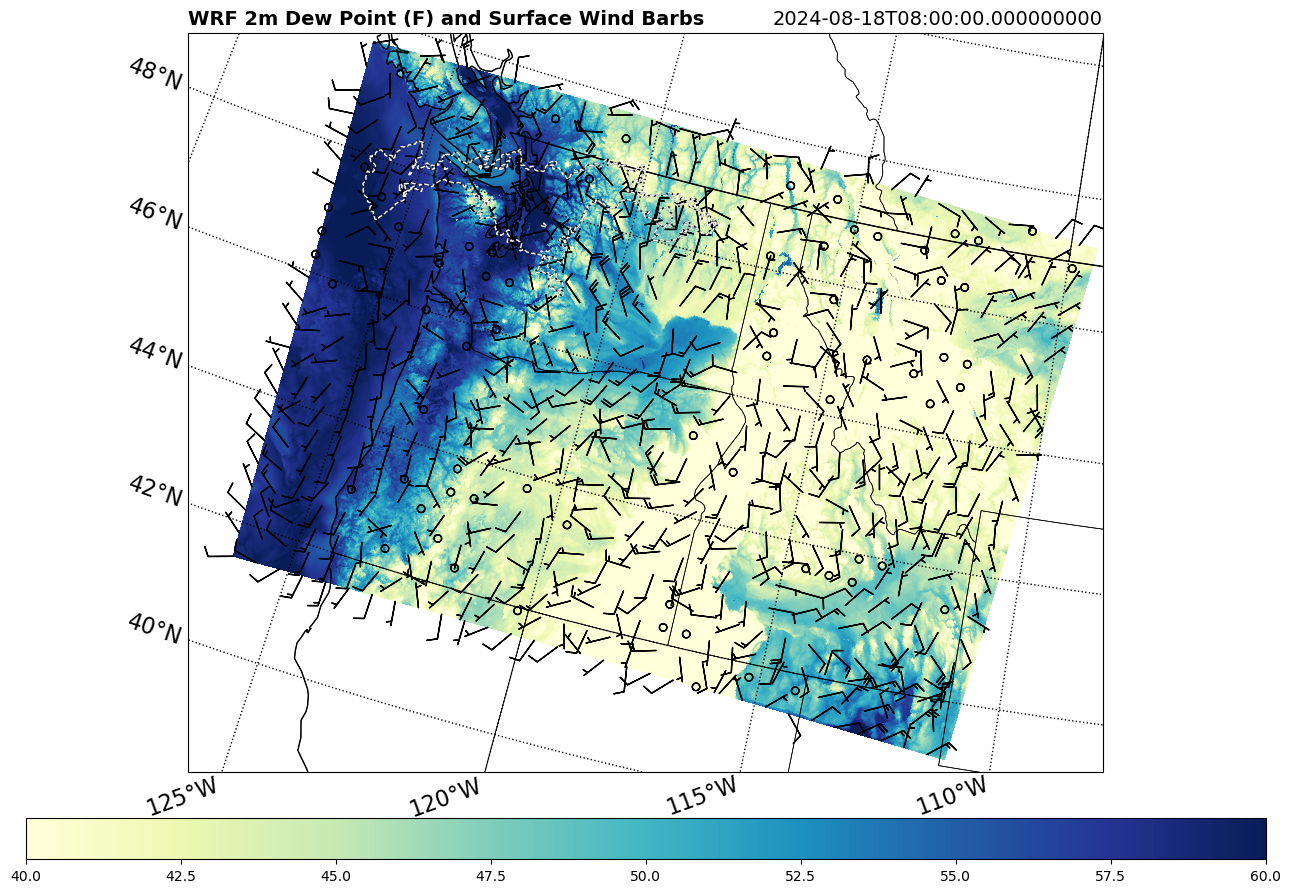 WRF 2m Dew Point (F) and Surface Wind Barbs 2024-08-18T08:00:00.000000000
48°N
46°N
44°N
42°N
40°N
125°W 120°W 115°W 110°W
40.0 42.5 45.0 47.5 50.0 52.5 55.0 57.5 60.0